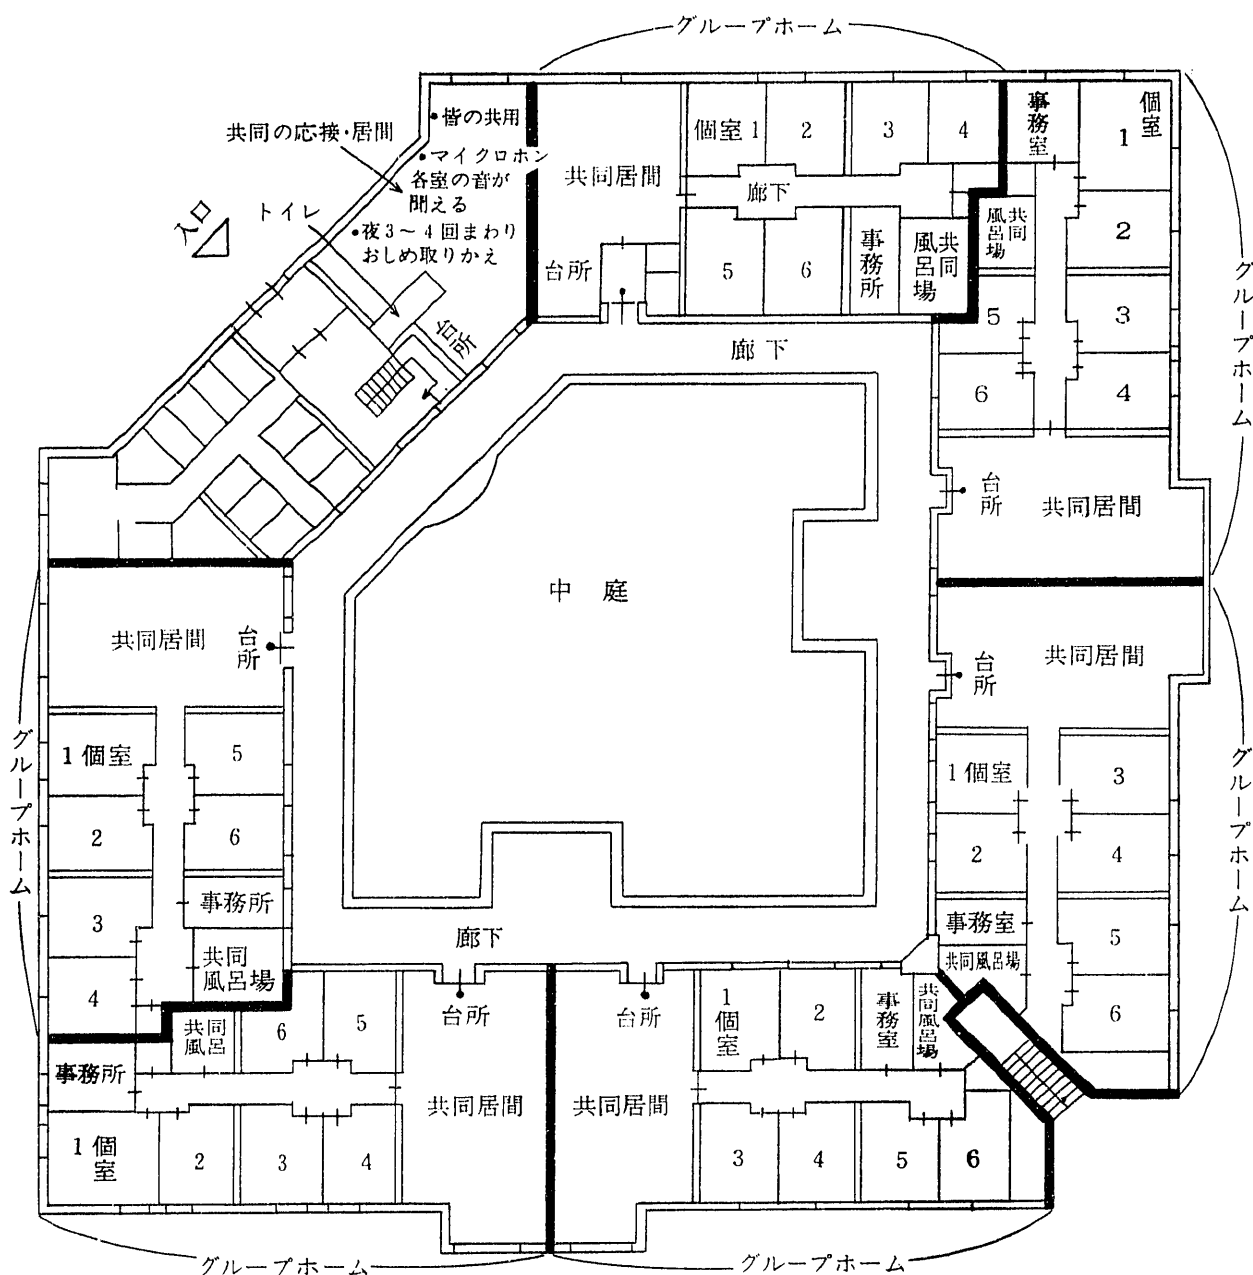 グループホーム
・皆の共用
共同の応接・居間
・マイクロホン
各室の音が
聞える
入口
トイレ
・夜3～4回まわり
おしめ取りかえ
台所
共同居間
台所
個室 1
2
3
4
廊下
5
6
事務所
共同
風呂場
事務室
個室
1
共同
風呂場
2
3
4
5
6
台所
共同居間
グループホーム
廊下
中庭
共同居間
台所
1個室
2
3
4
5
6
事務所
共同
風呂場
グループホーム
台所
共同居間
1個室
2
3
4
事務室
共同風呂場
5
6
グループホーム
廊下
共同
風呂
6
5
台所
事務所
共同居間
1個室
2
3
4
グループホーム
台所
共同居間
1個室
2
事務室
共同風呂場
3
4
5
6
グループホーム